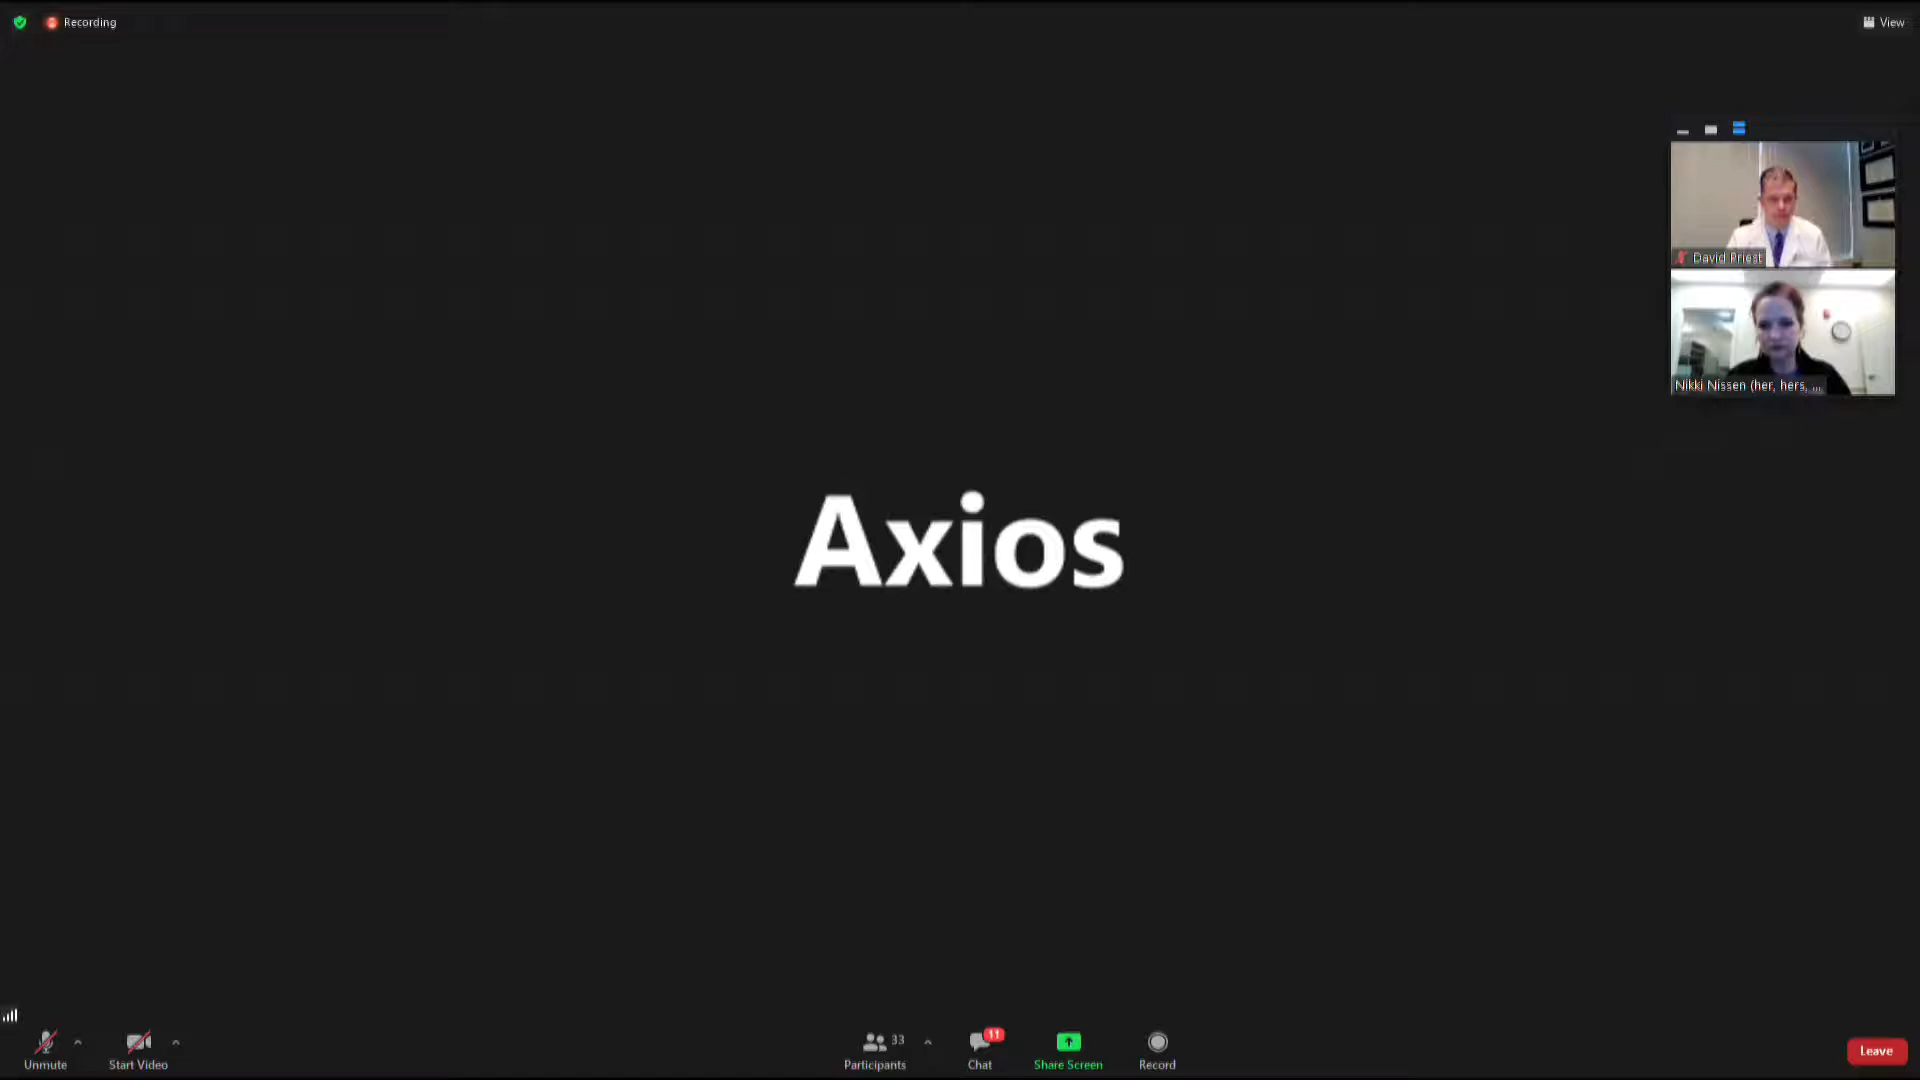 Recording
View
David Priest
Nikki Nissen (her, hers, ...
Axios
Unmute
Start Video
33
Participants
11
Chat
Share Screen
Record
Leave